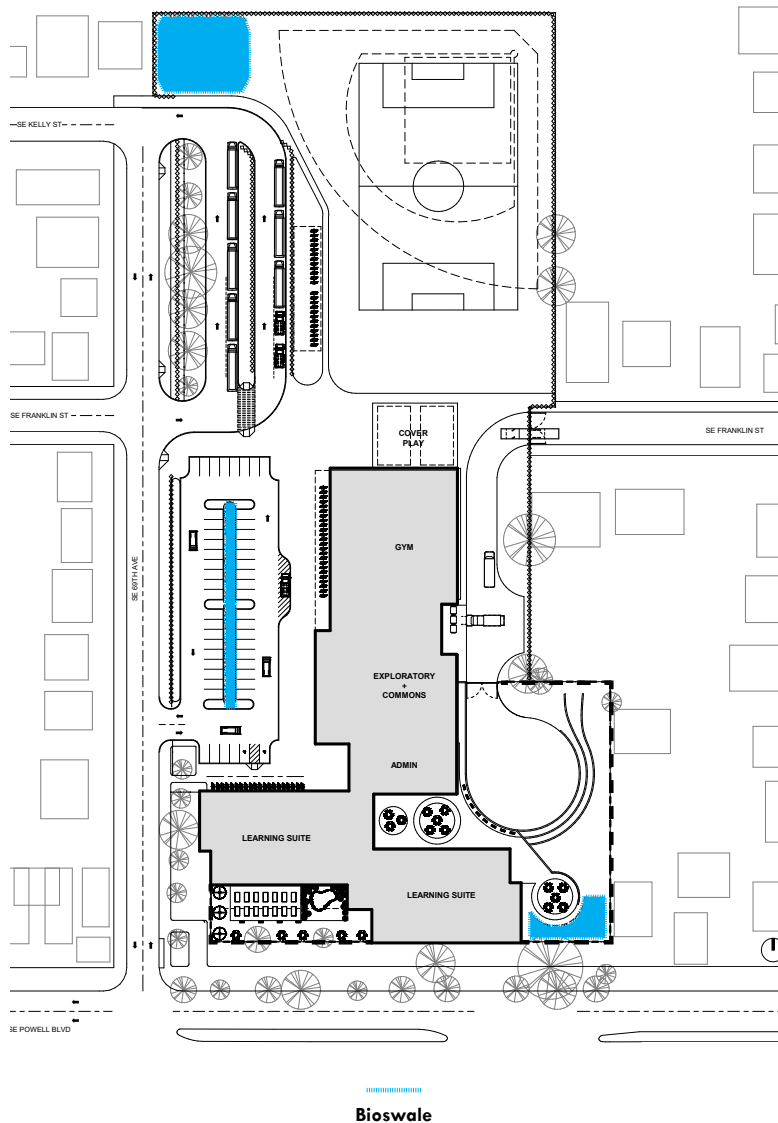 SE KELLY ST
SE FRANKLIN ST
SE FRANKLIN ST
COVER
PLAY
GYM
SE 69TH AVE
EXPLORATORY
+
COMMONS
ADMIN
LEARNING SUITE
LEARNING SUITE
SE POWELL BLVD
Bioswale